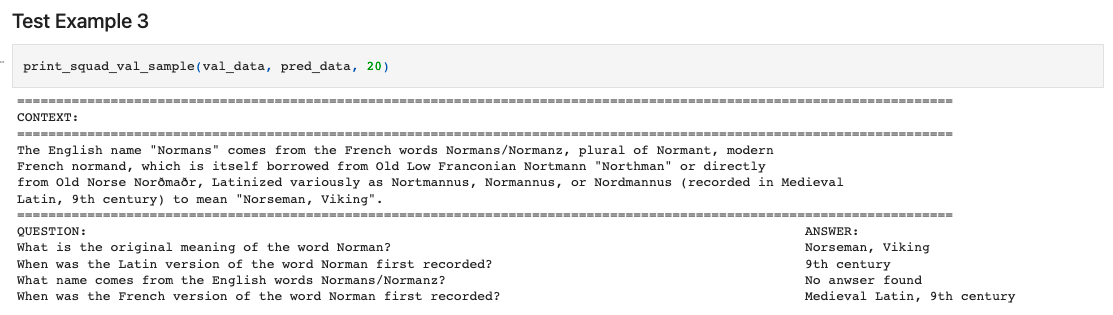 Test Example 3
print_squad_val_sample(val_data, pred_data, 20)
================================================================================================================================
CONTEXT:
================================================================================================================================
The English name "Normans" comes from the French words Normans/Normanz, plural of Normant, modern
French normand, which is itself borrowed from Old Low Franconian Nortmann "Northman" or directly
from Old Norse Norðmaðr, Latinized variously as Nortmannus, Normannus, or Nordmannus (recorded in Medieval
Latin, 9th century) to mean "Norseman, Viking".
================================================================================================================================
QUESTION: ANSWER:
What is the original meaning of the word Norman? Norseman, Viking
When was the Latin version of the word Norman first recorded? 9th century
What name comes from the English words Normans/Normanz? No anwser found
When was the French version of the word Norman first recorded? Medieval Latin, 9th century